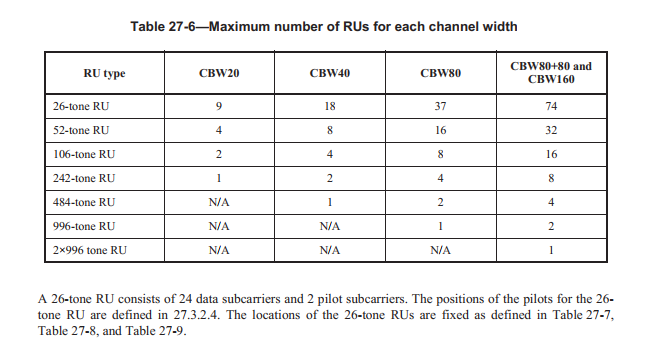 Table 27-6—Maximum number of RUs for each channel width
RU type CBW20 CBW40 CBW80 CBW80+80 and CBW160
26-tone RU 9 18 37 74
52-tone RU 4 8 16 32
106-tone RU 2 4 8 16
242-tone RU 1 2 4 8
484-tone RU N/A 1 2 4
996-tone RU N/A N/A 1 2
2×996 tone RU N/A N/A N/A 1
A 26-tone RU consists of 24 data subcarriers and 2 pilot subcarriers. The positions of the pilots for the 26-
tone RU are defined in 27.3.2.4. The locations of the 26-tone RUs are fixed as defined in Table 27-7,
Table 27-8, and Table 27-9.